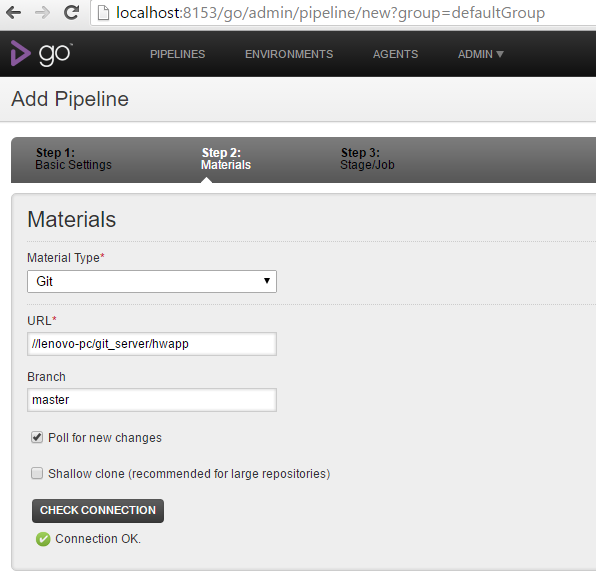 localhost:8153/go/admin/pipeline/new?group=defaultGroup
go™ PIPELINES ENVIRONMENTS AGENTS ADMIN ▼
Add Pipeline
Step 1: Step 2: Step 3:
Basic Settings Materials Stage/Job
Materials
Material Type*
Git
URL*
//lenovo-pc/git_server/hwapp
Branch
master
Poll for new changes
Shallow clone (recommended for large repositories)
CHECK CONNECTION
Connection OK.